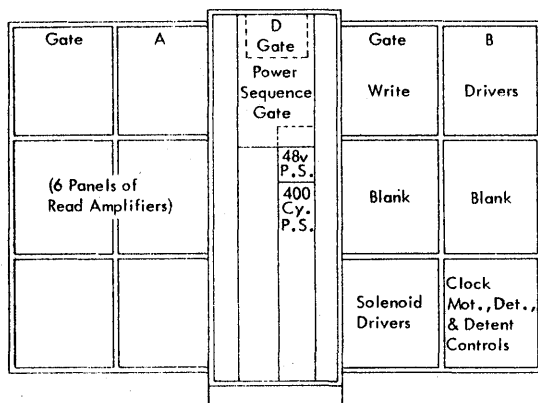 Gate A
(6 Panels of
Read Amplifiers)
D
Gate
Power
Sequence
Gate
48v
P.S.
400
Cy.
P.S.
Gate B
Write Drivers
Blank Blank
Solenoid
Drivers
Clock
Mot., Det.,
& Detent
Controls